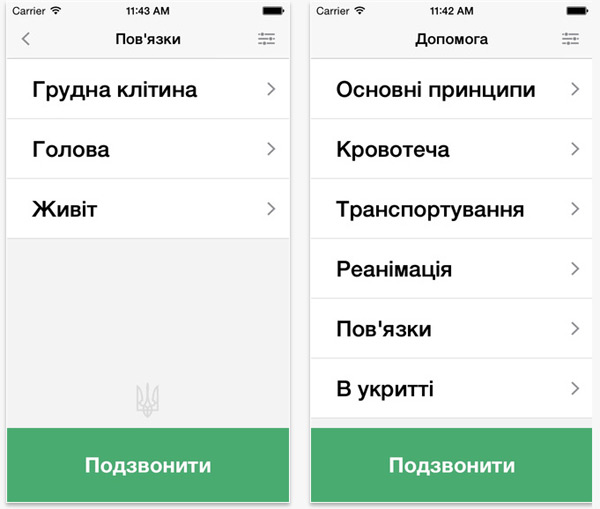 Carrier 11:43 AM
Пов'язки
Грудна клітина
Голова
Живіт
Подзвонити
Carrier 11:42 AM
Допомога
Основні принципи
Кровотеча
Транспортування
Реанімація
Пов'язки
В укритті
Подзвонити